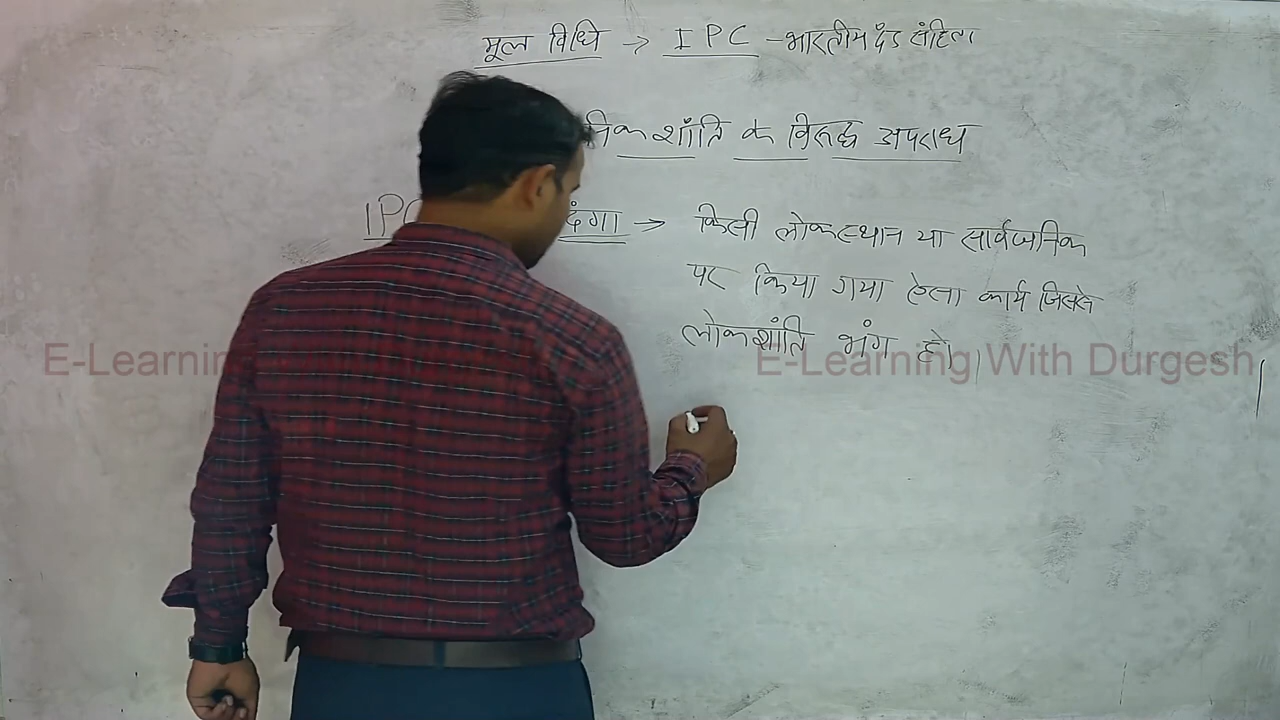 मूल विधि → IPC - भारतीय दंड संहिता
शांति के विरुद्ध अपराध
IPC दंगा → किसी लोकस्थान या सार्वजनिक
पर किया गया ऐसा कार्य जिससे
लोकशांति भंग हो।
E-Learning With Durgesh